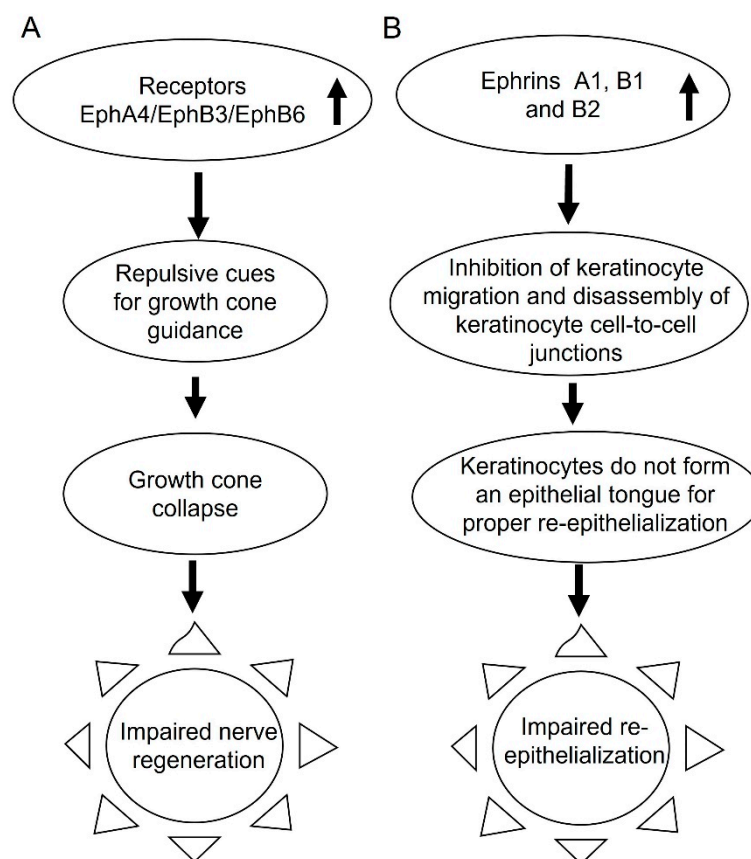 A
Receptors
EphA4/EphB3/EphB6
Repulsive cues
for growth cone
guidance
Growth cone
collapse
Impaired nerve
regeneration
B
Ephrins A1, B1
and B2
Inhibition of keratinocyte
migration and disassembly of
keratinocyte cell-to-cell
junctions
Keratinocytes do not form
an epithelial tongue for
proper re-epithelialization
Impaired re-
epithelialization